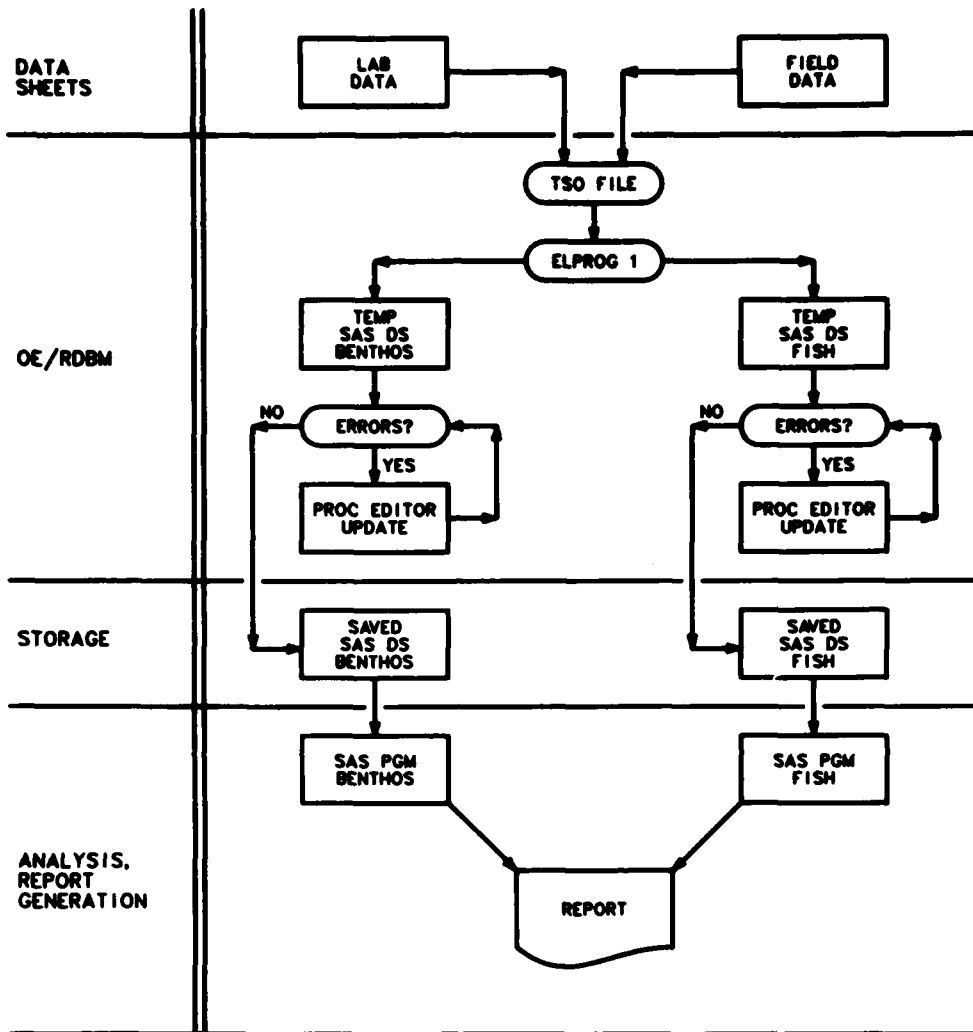 DATA
SHEETS
LAB
DATA
FIELD
DATA
TSO FILE
ELPROG 1
OE/RDBM
TEMP
SAS DS
BENTHOS
TEMP
SAS DS
FISH
NO
ERRORS?
YES
PROC EDITOR
UPDATE
NO
ERRORS?
YES
PROC EDITOR
UPDATE
STORAGE
SAVED
SAS DS
BENTHOS
SAVED
SAS DS
FISH
SAS PGM
BENTHOS
SAS PGM
FISH
ANALYSIS,
REPORT
GENERATION
REPORT